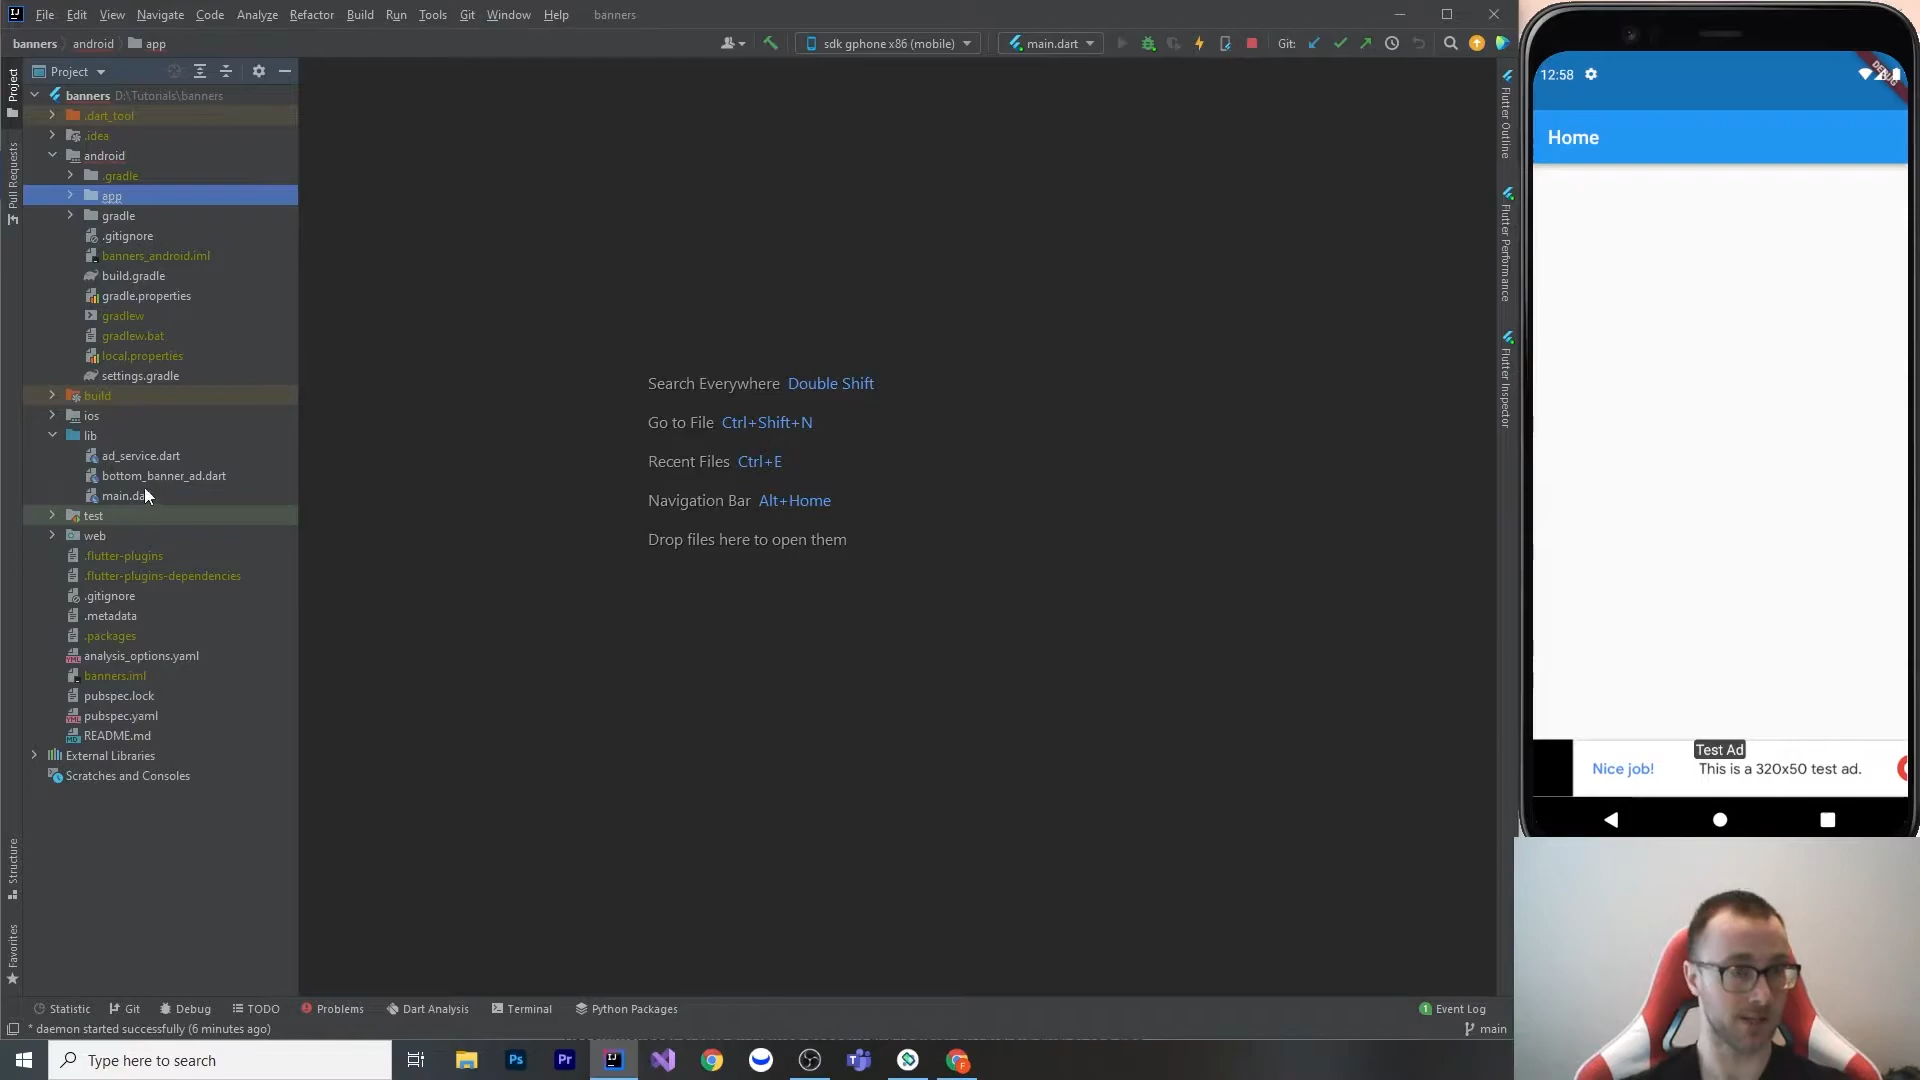 File Edit View Navigate Code Analyze Refactor Build Run Tools Git Window Help banners
banners android app
sdk gphone x86 (mobile) main.dart Git:
Project
Project
Pull Requests
Structure
Favorites
banners D:\Tutorials\banners
.dart_tool
.idea
android
.gradle
app
gradle
.gitignore
banners_android.iml
build.gradle
gradle.properties
gradlew
gradlew.bat
local.properties
settings.gradle
build
ios
lib
ad_service.dart
bottom_banner_ad.dart
main.da
test
web
.flutter-plugins
.flutter-plugins-dependencies
.gitignore
.metadata
.packages
analysis_options.yaml
banners.iml
pubspec.lock
pubspec.yaml
README.md
External Libraries
Scratches and Consoles
Search Everywhere Double Shift
Go to File Ctrl+Shift+N
Recent Files Ctrl+E
Navigation Bar Alt+Home
Drop files here to open them
Flutter Outline
Flutter Performance
Flutter Inspector
12:58
DEBUG
Home
Test Ad
Nice job! This is a 320x50 test ad.
Statistic Git Debug TODO Problems Dart Analysis Terminal Python Packages 1 Event Log
* daemon started successfully (6 minutes ago) main
Type here to search
Ps
Pr
IJ